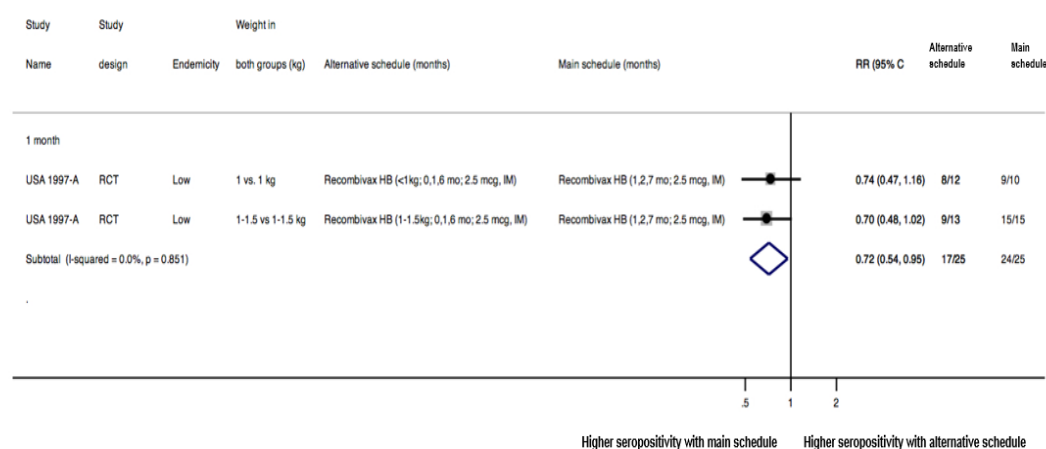 Study Study Weight in
Name design Endemicity both groups (kg) Alternative schedule (months) Main schedule (months) RR (95% C Alternative schedule Main schedule
1 month
USA 1997-A RCT Low 1 vs. 1 kg Recombivax HB (<1kg; 0,1,6 mo; 2.5 mcg, IM) Recombivax HB (1,2,7 mo; 2.5 mcg, IM) 0.74 (0.47, 1.16) 8/12 9/10
USA 1997-A RCT Low 1-1.5 vs 1-1.5 kg Recombivax HB (1-1.5kg; 0,1,6 mo; 2.5 mcg, IM) Recombivax HB (1,2,7 mo; 2.5 mcg, IM) 0.70 (0.48, 1.02) 9/13 15/15
Subtotal (I-squared = 0.0%, p = 0.851) 0.72 (0.54, 0.95) 17/25 24/25
.
.5 1 2
Higher seropositivity with main schedule Higher seropositivity with alternative schedule